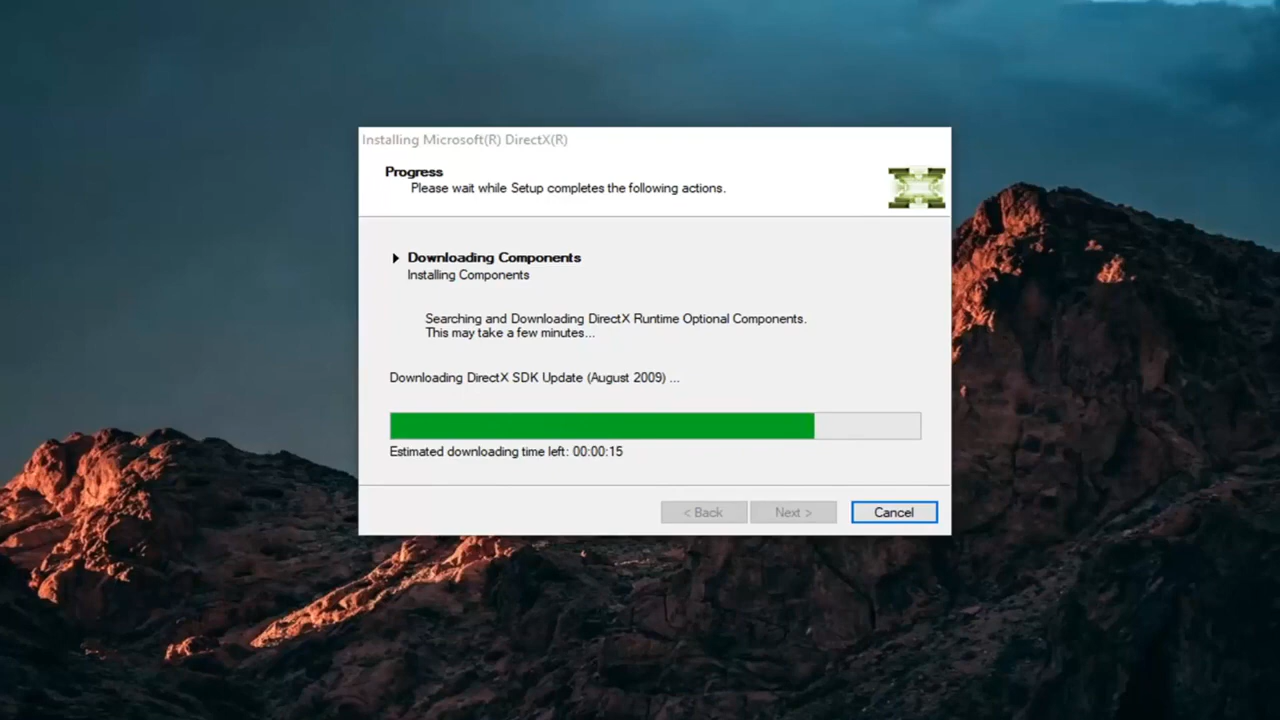 Installing Microsoft(R) DirectX(R)
Progress
Please wait while Setup completes the following actions.
Downloading Components
Installing Components
Searching and Downloading DirectX Runtime Optional Components.
This may take a few minutes...
Downloading DirectX SDK Update (August 2009) ...
Estimated downloading time left: 00:00:15
< Back
Next >
Cancel